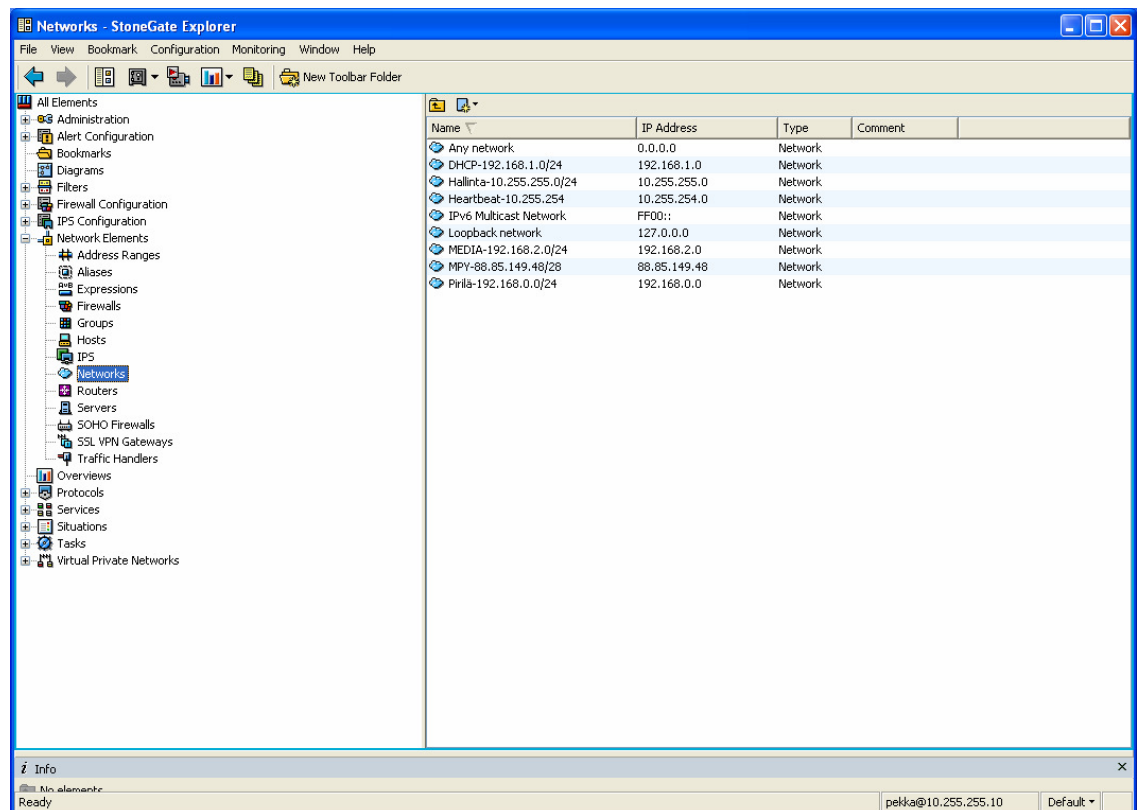 Networks - StoneGate Explorer
File View Bookmark Configuration Monitoring Window Help
New Toolbar Folder
All Elements
Administration
Alert Configuration
Bookmarks
Diagrams
Filters
Firewall Configuration
IPS Configuration
Network Elements
Address Ranges
Aliases
Expressions
Firewalls
Groups
Hosts
IPS
Networks
Routers
Servers
SOHO Firewalls
SSL VPN Gateways
Traffic Handlers
Overviews
Protocols
Services
Situations
Tasks
Virtual Private Networks
Name IP Address Type Comment
Any network 0.0.0.0 Network
DHCP-192.168.1.0/24 192.168.1.0 Network
Hallinta-10.255.255.0/24 10.255.255.0 Network
Heartbeat-10.255.254 10.255.254.0 Network
IPv6 Multicast Network FF00:: Network
Loopback network 127.0.0.0 Network
MEDIA-192.168.2.0/24 192.168.2.0 Network
MPY-88.85.149.48/28 88.85.149.48 Network
Pirilä-192.168.0.0/24 192.168.0.0 Network
i Info
No elements
Ready pekka@10.255.255.10 Default